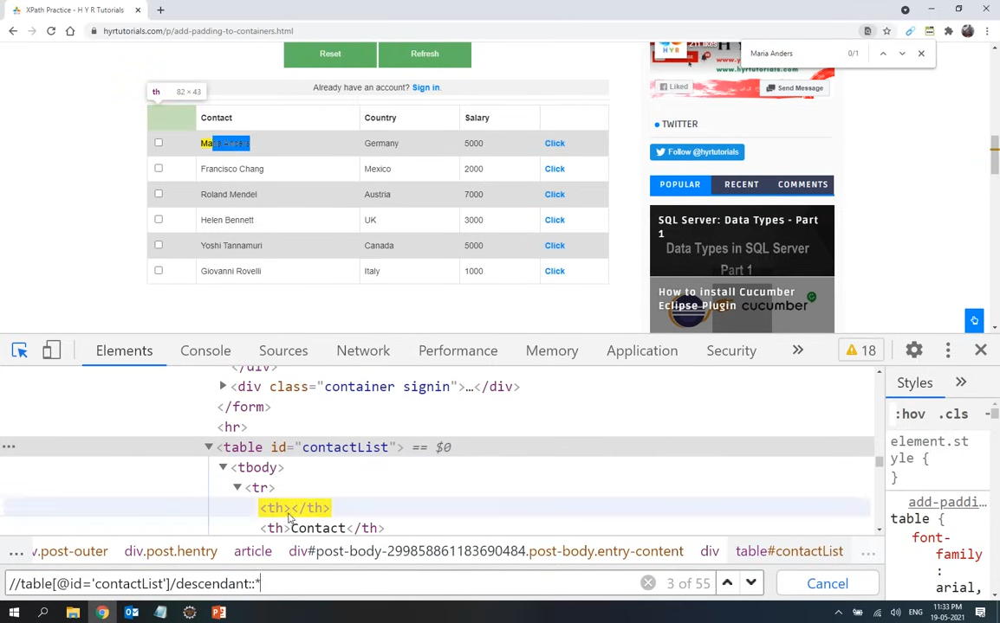 XPath Practice - H Y R Tutorials
hyrtutorials.com/p/add-padding-to-containers.html
Reset
Refresh
Maria Anders
0/1
HYR
www.hyrtutorials.com
Liked
Send Message
Already have an account? Sign in.
th 82 × 43
Contact Country Salary
Maria Anders Germany 5000 Click
Francisco Chang Mexico 2000 Click
Roland Mendel Austria 7000 Click
Helen Bennett UK 3000 Click
Yoshi Tannamuri Canada 5000 Click
Giovanni Rovelli Italy 1000 Click
TWITTER
Follow @hyrtutorials
POPULAR RECENT COMMENTS
SQL Server: Data Types - Part
1
Data Types in SQL Server
Part 1
How to install Cucumber
Eclipse Plugin
cucumber
Elements Console Sources Network Performance Memory Application Security » 18
</div>
<div class="container signin">…</div>
</form>
<hr>
<table id="contactList"> == $0
<tbody>
<tr>
<th></th>
<th>Contact</th>
Styles »
:hov .cls
element.st
yle {
}
add-paddi…
table {
font-
family
:
arial,
... v.post-outer div.post.hentry article div#post-body-299858861183690484.post-body.entry-content div table#contactList ...
//table[@id='contactList']/descendant::*
3 of 55
Cancel
ENG
11:33 PM
19-05-2021